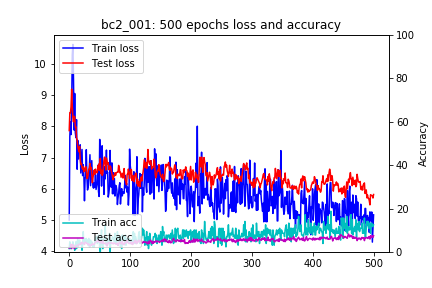 bc2_001: 500 epochs loss and accuracy
Train loss
Test loss
Train acc
Test acc
Loss
10
9
8
7
6
5
4
0
100
200
300
400
500
100
80
60
40
20
0
Accuracy